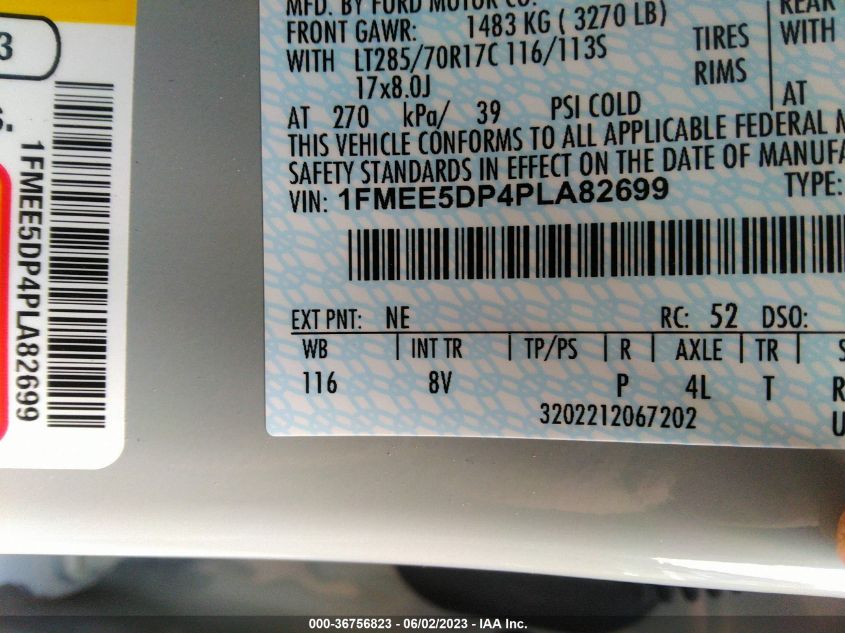 3
S.
1FMEE5DP4PLA82699
MFD. BY FORD MOTOR CO.
FRONT GAWR: 1483 KG ( 3270 LB)
WITH LT285/70R17C 116/113S TIRES
17x8.0J RIMS
AT 270 kPa/ 39 PSI COLD
REAR
WITH
AT
THIS VEHICLE CONFORMS TO ALL APPLICABLE FEDERAL M
SAFETY STANDARDS IN EFFECT ON THE DATE OF MANUFA
VIN: 1FMEE5DP4PLA82699 TYPE:
EXT PNT: NE RC: 52 DSO:
WB | INT TR | TP/PS | R | AXLE | TR | S
116 8V P 4L T R
3202212067202 U
000-36756823 - 06/02/2023 - IAA Inc.